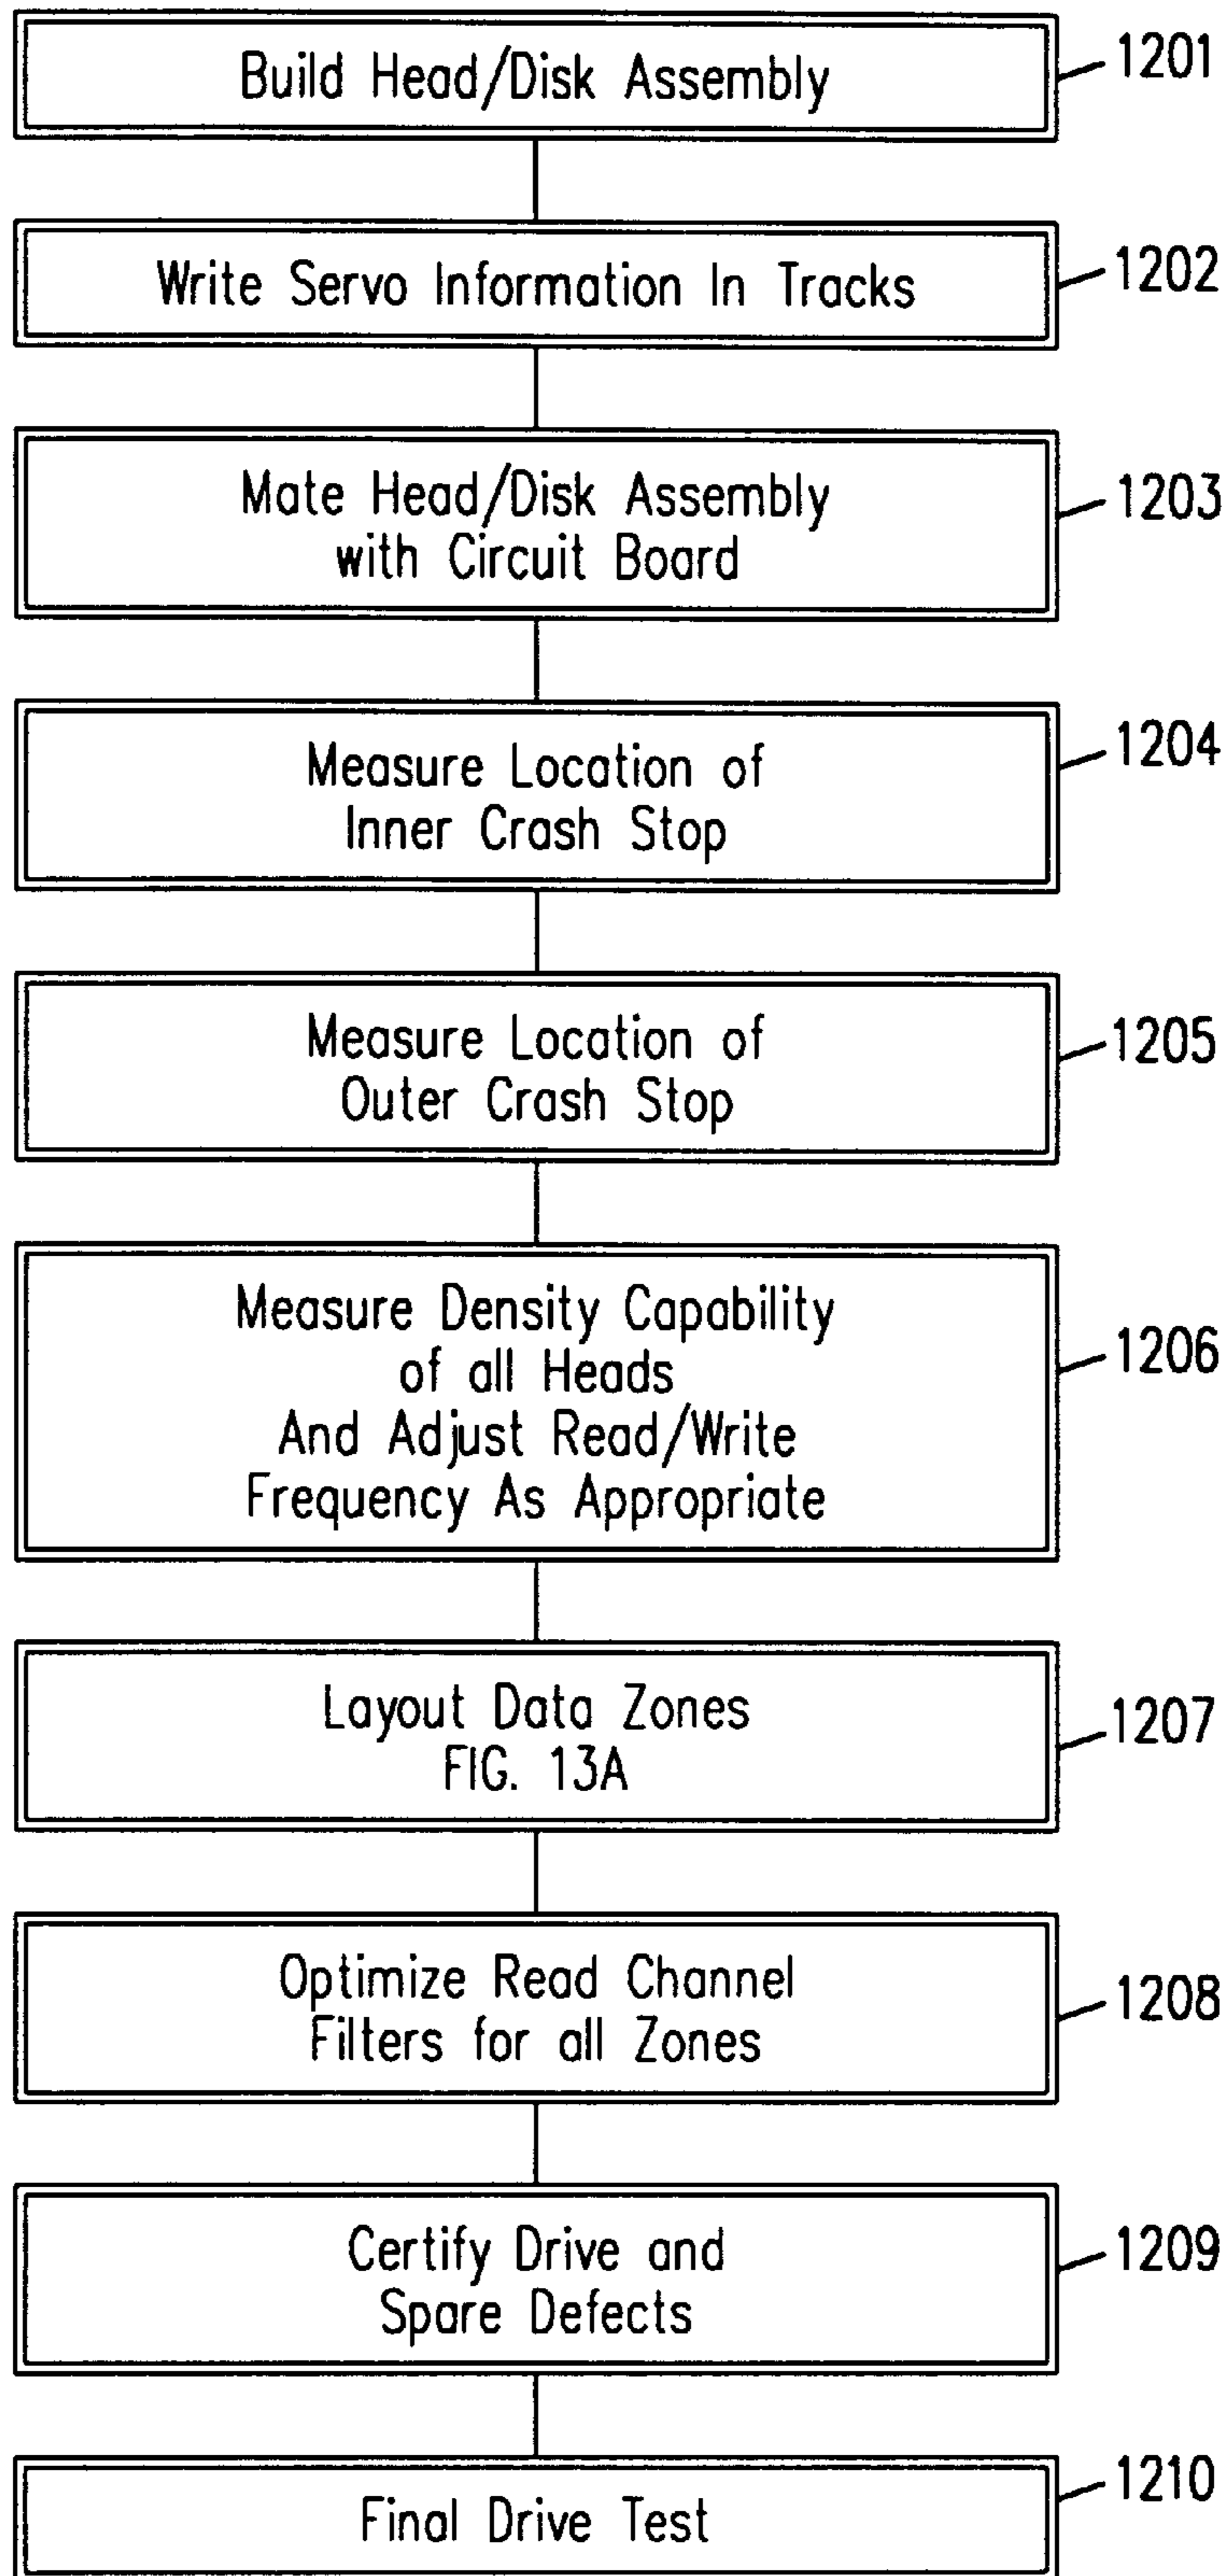 Build Head/Disk Assembly
1201
Write Servo Information In Tracks
1202
Mate Head/Disk Assembly
with Circuit Board
1203
Measure Location of
Inner Crash Stop
1204
Measure Location of
Outer Crash Stop
1205
Measure Density Capability
of all Heads
And Adjust Read/Write
Frequency As Appropriate
1206
Layout Data Zones
FIG. 13A
1207
Optimize Read Channel
Filters for all Zones
1208
Certify Drive and
Spare Defects
1209
Final Drive Test
1210